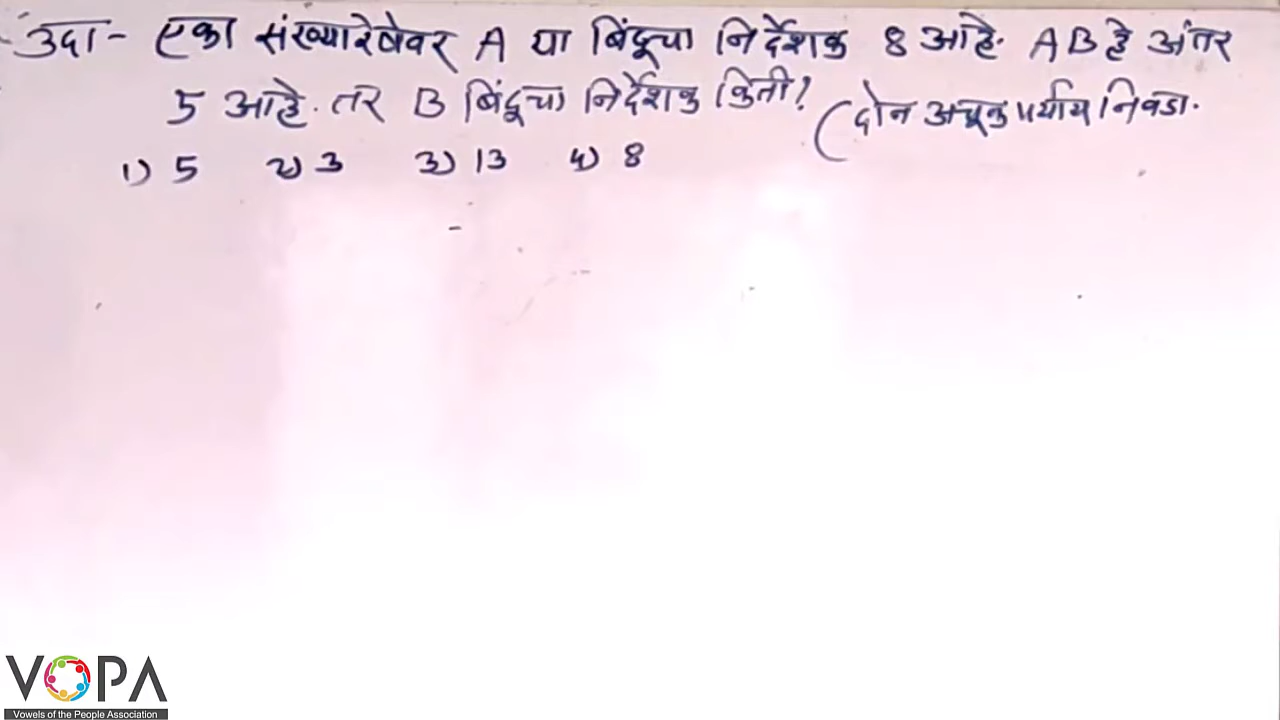 उदा- एका संख्यारेषेवर A या बिंदूचा निर्देशक 8 आहे. AB हे अंतर
5 आहे. तर B बिंदूचा निर्देशक किती? (दोन अचूक पर्याय निवडा.
1) 5 2) 3 3) 13 4) 8
VOPA
Vowels of the People Association